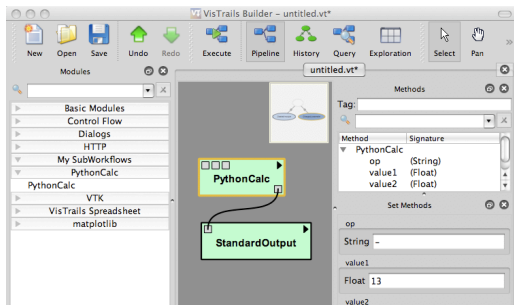 VisTrails Builder – untitled.vt*
New Open Save Undo Redo Execute Pipeline History Query Exploration Select Pan
untitled.vt*
Modules
Basic Modules
Control Flow
Dialogs
HTTP
My SubWorkflows
PythonCalc
PythonCalc
VTK
VisTrails Spreadsheet
matplotlib
PythonCalc
StandardOutput
Methods
Tag:
Method Signature
PythonCalc
op (String)
value1 (Float)
value2 (Float)
Set Methods
op
String –
value1
Float 13
value2